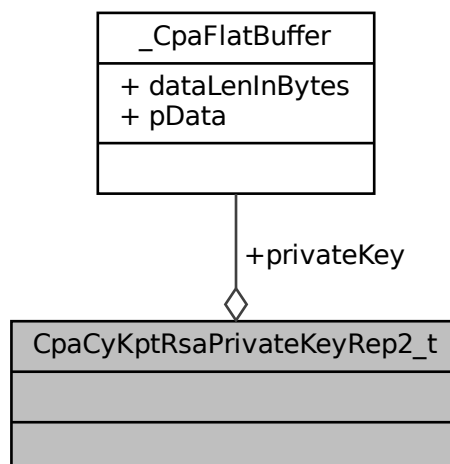 _CpaFlatBuffer
+ dataLenInBytes
+ pData
+privateKey
CpaCyKptRsaPrivateKeyRep2_t